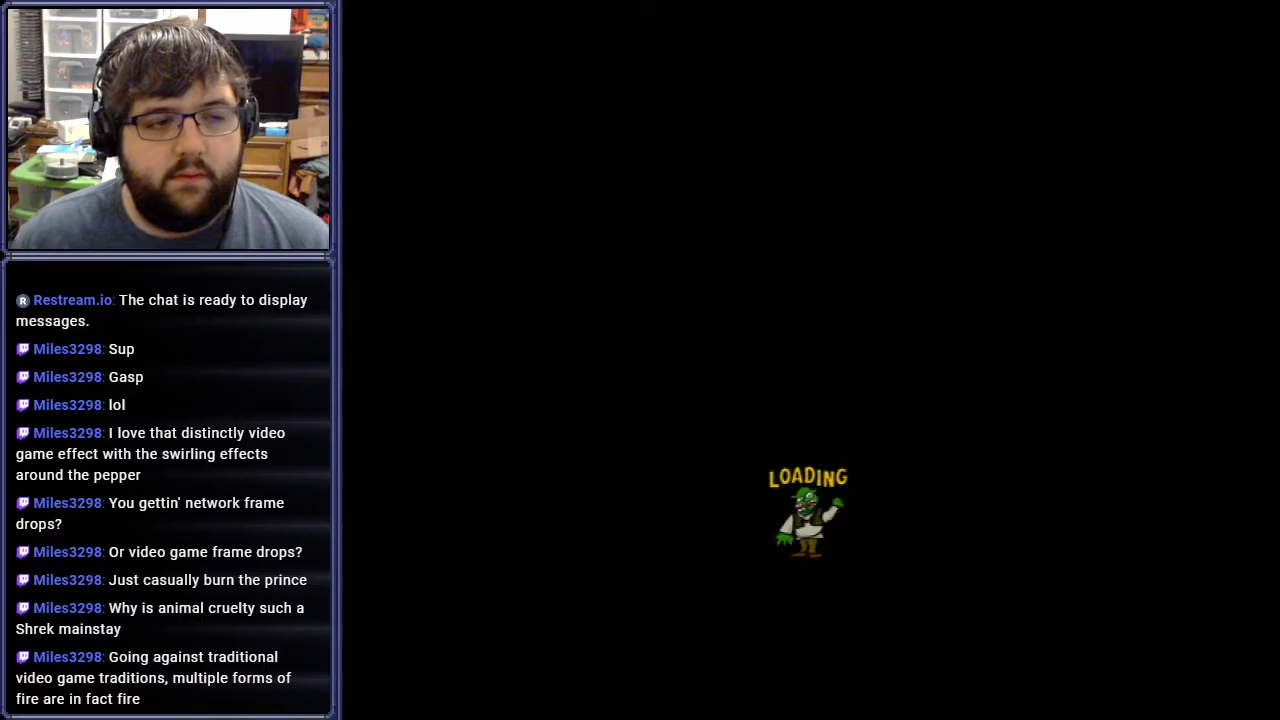 Restream.io: The chat is ready to display
messages.
Miles3298: Sup
Miles3298: Gasp
Miles3298: lol
Miles3298: I love that distinctly video
game effect with the swirling effects
around the pepper
Miles3298: You gettin' network frame
drops?
Miles3298: Or video game frame drops?
Miles3298: Just casually burn the prince
Miles3298: Why is animal cruelty such a
Shrek mainstay
Miles3298: Going against traditional
video game traditions, multiple forms of
fire are in fact fire
LOADING